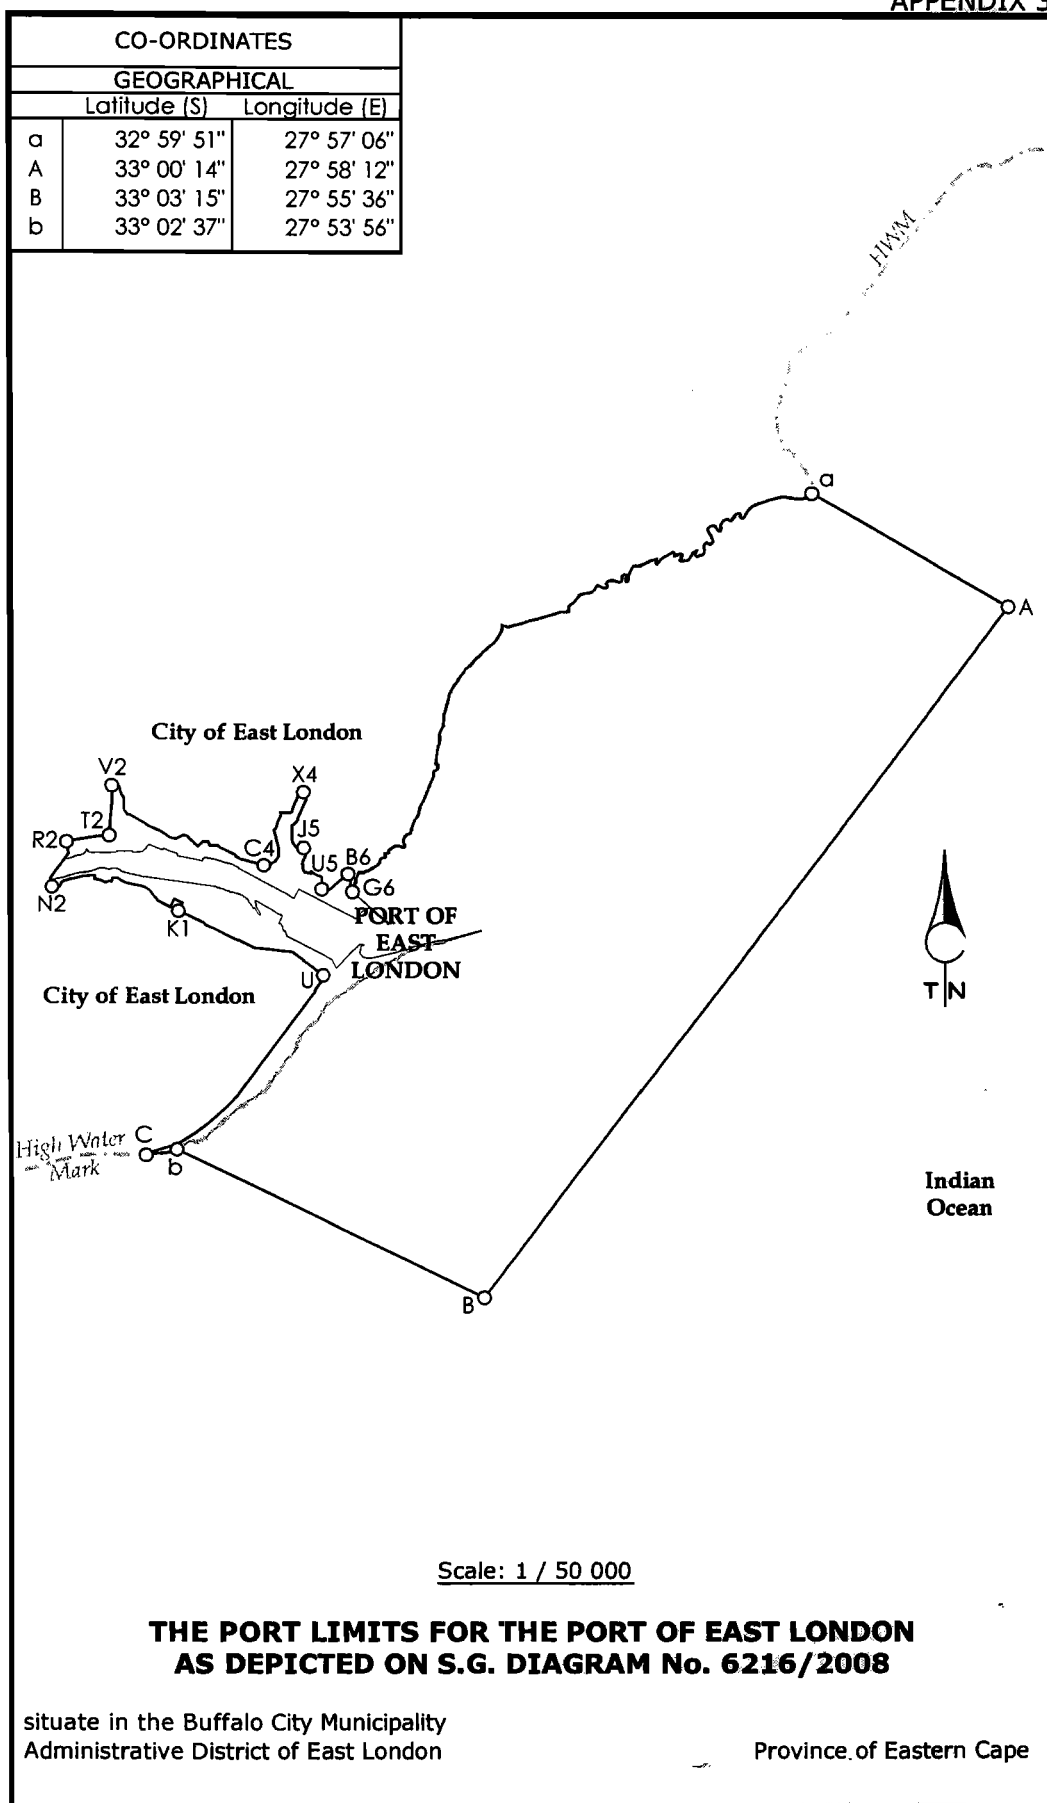 APPENDIX 3
CO-ORDINATES
GEOGRAPHICAL
Latitude (S) Longitude (E)
a 32° 59' 51" 27° 57' 06"
A 33° 00' 14" 27° 58' 12"
B 33° 03' 15" 27° 55' 36"
b 33° 02' 37" 27° 53' 56"
HWM
a
A
City of East London
V2
X4
T2
R2
J5
C4
U5 B6
N2
G6
K1
PORT OF
EAST
LONDON
U
City of East London
T N
C
High Water
Mark
b
Indian
Ocean
B
Scale: 1 / 50 000
THE PORT LIMITS FOR THE PORT OF EAST LONDON
AS DEPICTED ON S.G. DIAGRAM No. 6216/2008
situate in the Buffalo City Municipality
Administrative District of East London
Province of Eastern Cape